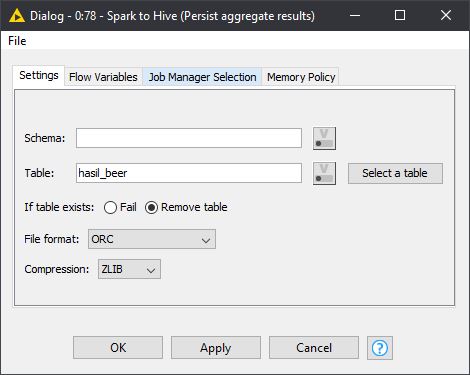 Dialog - 0:78 - Spark to Hive (Persist aggregate results)
File
Settings Flow Variables Job Manager Selection Memory Policy
Schema:
Table: hasil_beer Select a table
If table exists: Fail Remove table
File format: ORC
Compression: ZLIB
OK Apply Cancel ?